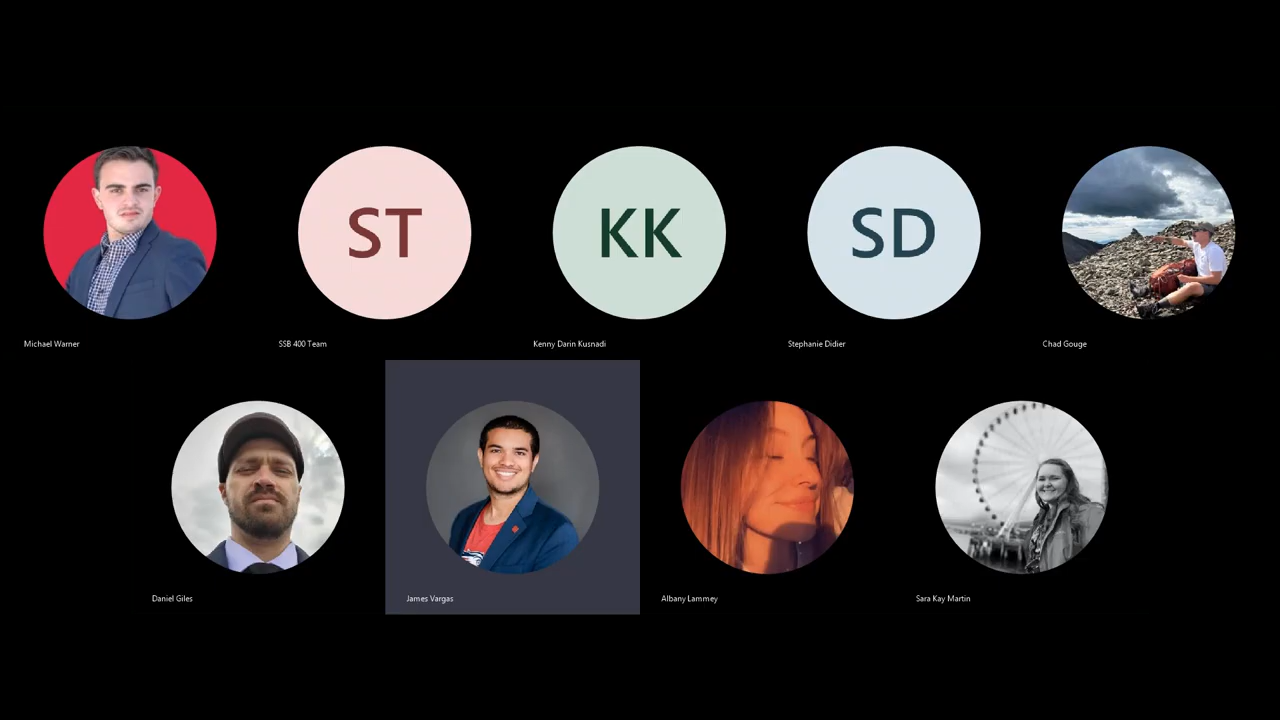 ST
KK
SD
Michael Warner
SSB 400 Team
Kenny Darin Kusnadi
Stephanie Didier
Chad Gouge
Daniel Giles
James Vargas
Albany Lammey
Sara Kay Martin